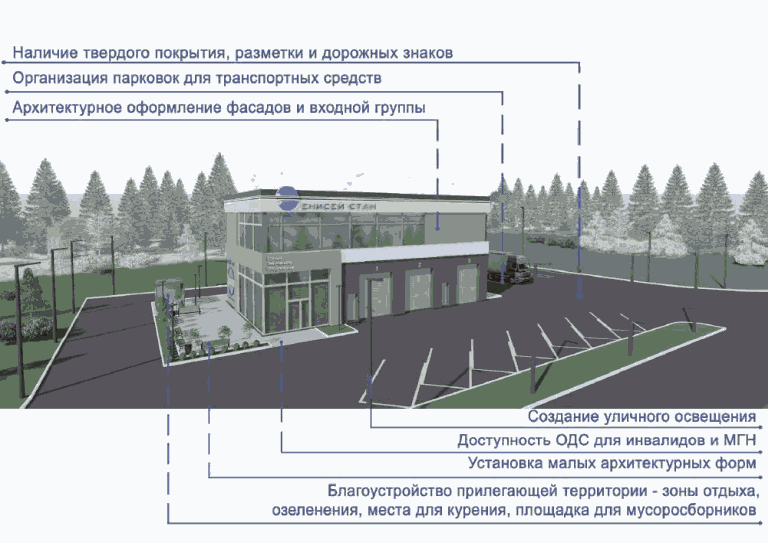 Наличие твердого покрытия, разметки и дорожных знаков
Организация парковок для транспортных средств
Архитектурное оформление фасадов и входной группы
ЕНИСЕЙ СТАН
Создание уличного освещения
Доступность ОДС для инвалидов и МГН
Установка малых архитектурных форм
Благоустройство прилегающей территории - зоны отдыха,
озеленения, места для курения, площадка для мусоросборников